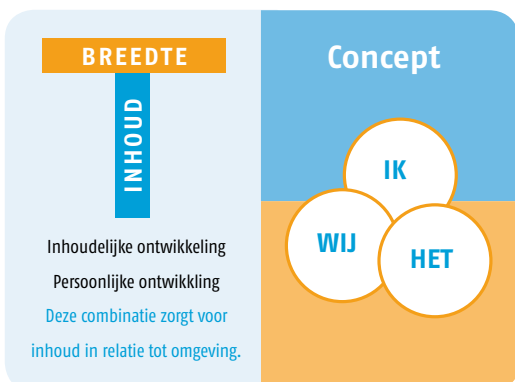 BREEDTE
INHOUD
Inhoudelijke ontwikkeling
Persoonlijke ontwikkling
Deze combinatie zorgt voor
inhoud in relatie tot omgeving.
Concept
IK
WIJ
HET